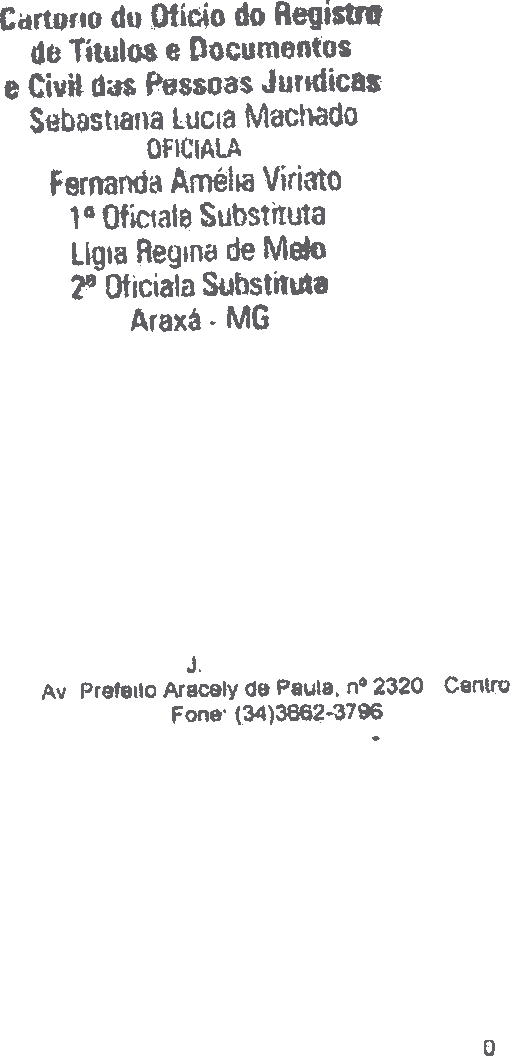 Cartorio do Ofício do Registro
de Títulos e Documentos
e Civil das Pessoas Jurídicas
Sebastiana Lucia Machado
OFICIALA
Fernanda Amélia Viriato
1ª Oficiala Substituta
Lígia Regina de Melo
2ª Oficiala Substituta
Araxá - MG
J.
Av Prefeito Aracely de Paula, nº 2320 Centro
Fone: (34)3662-3796
0